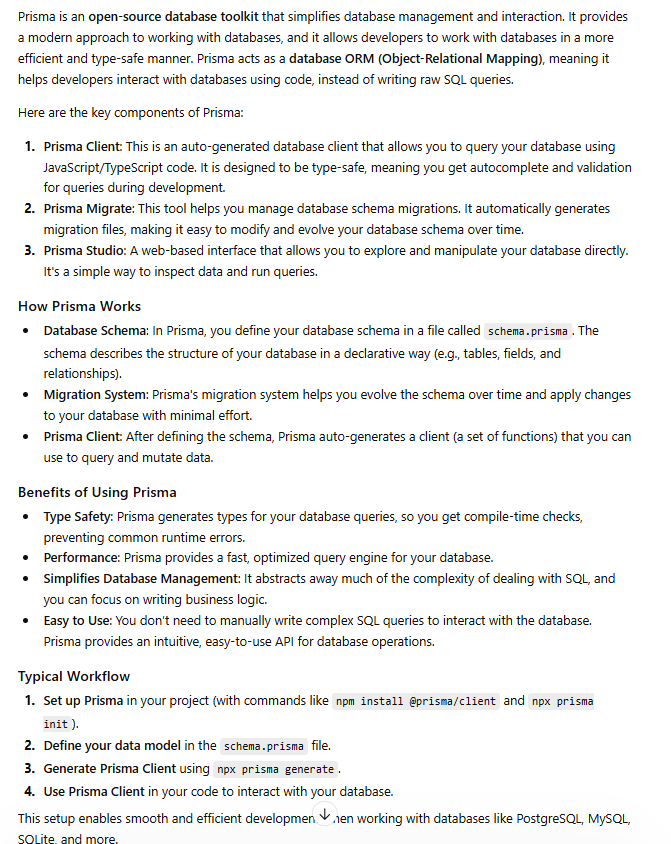 Prisma is an open-source database toolkit that simplifies database management and interaction. It provides
a modern approach to working with databases, and it allows developers to work with databases in a more
efficient and type-safe manner. Prisma acts as a database ORM (Object-Relational Mapping), meaning it
helps developers interact with databases using code, instead of writing raw SQL queries.
Here are the key components of Prisma:
1. Prisma Client: This is an auto-generated database client that allows you to query your database using
JavaScript/TypeScript code. It is designed to be type-safe, meaning you get autocomplete and validation
for queries during development.
2. Prisma Migrate: This tool helps you manage database schema migrations. It automatically generates
migration files, making it easy to modify and evolve your database schema over time.
3. Prisma Studio: A web-based interface that allows you to explore and manipulate your database directly.
It's a simple way to inspect data and run queries.
How Prisma Works
• Database Schema: In Prisma, you define your database schema in a file called schema.prisma. The
schema describes the structure of your database in a declarative way (e.g., tables, fields, and
relationships).
• Migration System: Prisma's migration system helps you evolve the schema over time and apply changes
to your database with minimal effort.
• Prisma Client: After defining the schema, Prisma auto-generates a client (a set of functions) that you can
use to query and mutate data.
Benefits of Using Prisma
• Type Safety: Prisma generates types for your database queries, so you get compile-time checks,
preventing common runtime errors.
• Performance: Prisma provides a fast, optimized query engine for your database.
• Simplifies Database Management: It abstracts away much of the complexity of dealing with SQL, and
you can focus on writing business logic.
• Easy to Use: You don't need to manually write complex SQL queries to interact with the database.
Prisma provides an intuitive, easy-to-use API for database operations.
Typical Workflow
1. Set up Prisma in your project (with commands like npm install @prisma/client and npx prisma
init).
2. Define your data model in the schema.prisma file.
3. Generate Prisma Client using npx prisma generate.
4. Use Prisma Client in your code to interact with your database.
This setup enables smooth and efficient developmen hen working with databases like PostgreSQL, MySQL,
SQLite, and more.